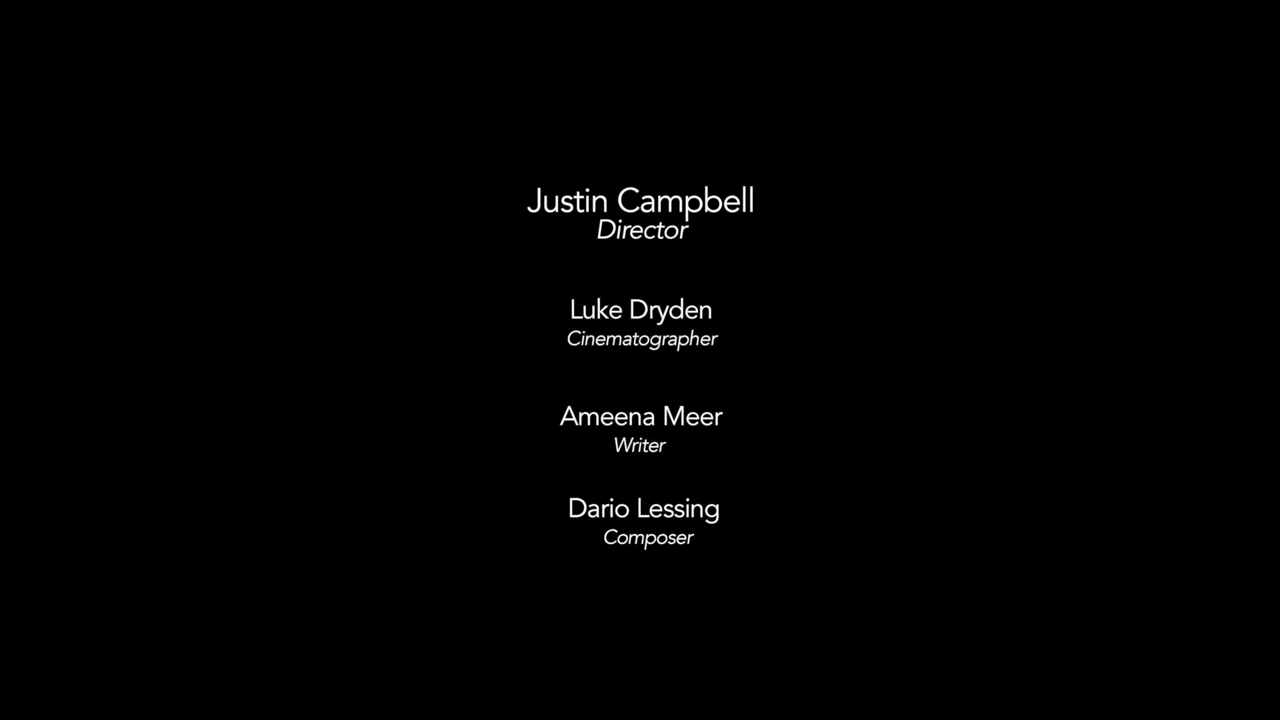 Justin Campbell
Director
Luke Dryden
Cinematographer
Ameena Meer
Writer
Dario Lessing
Composer